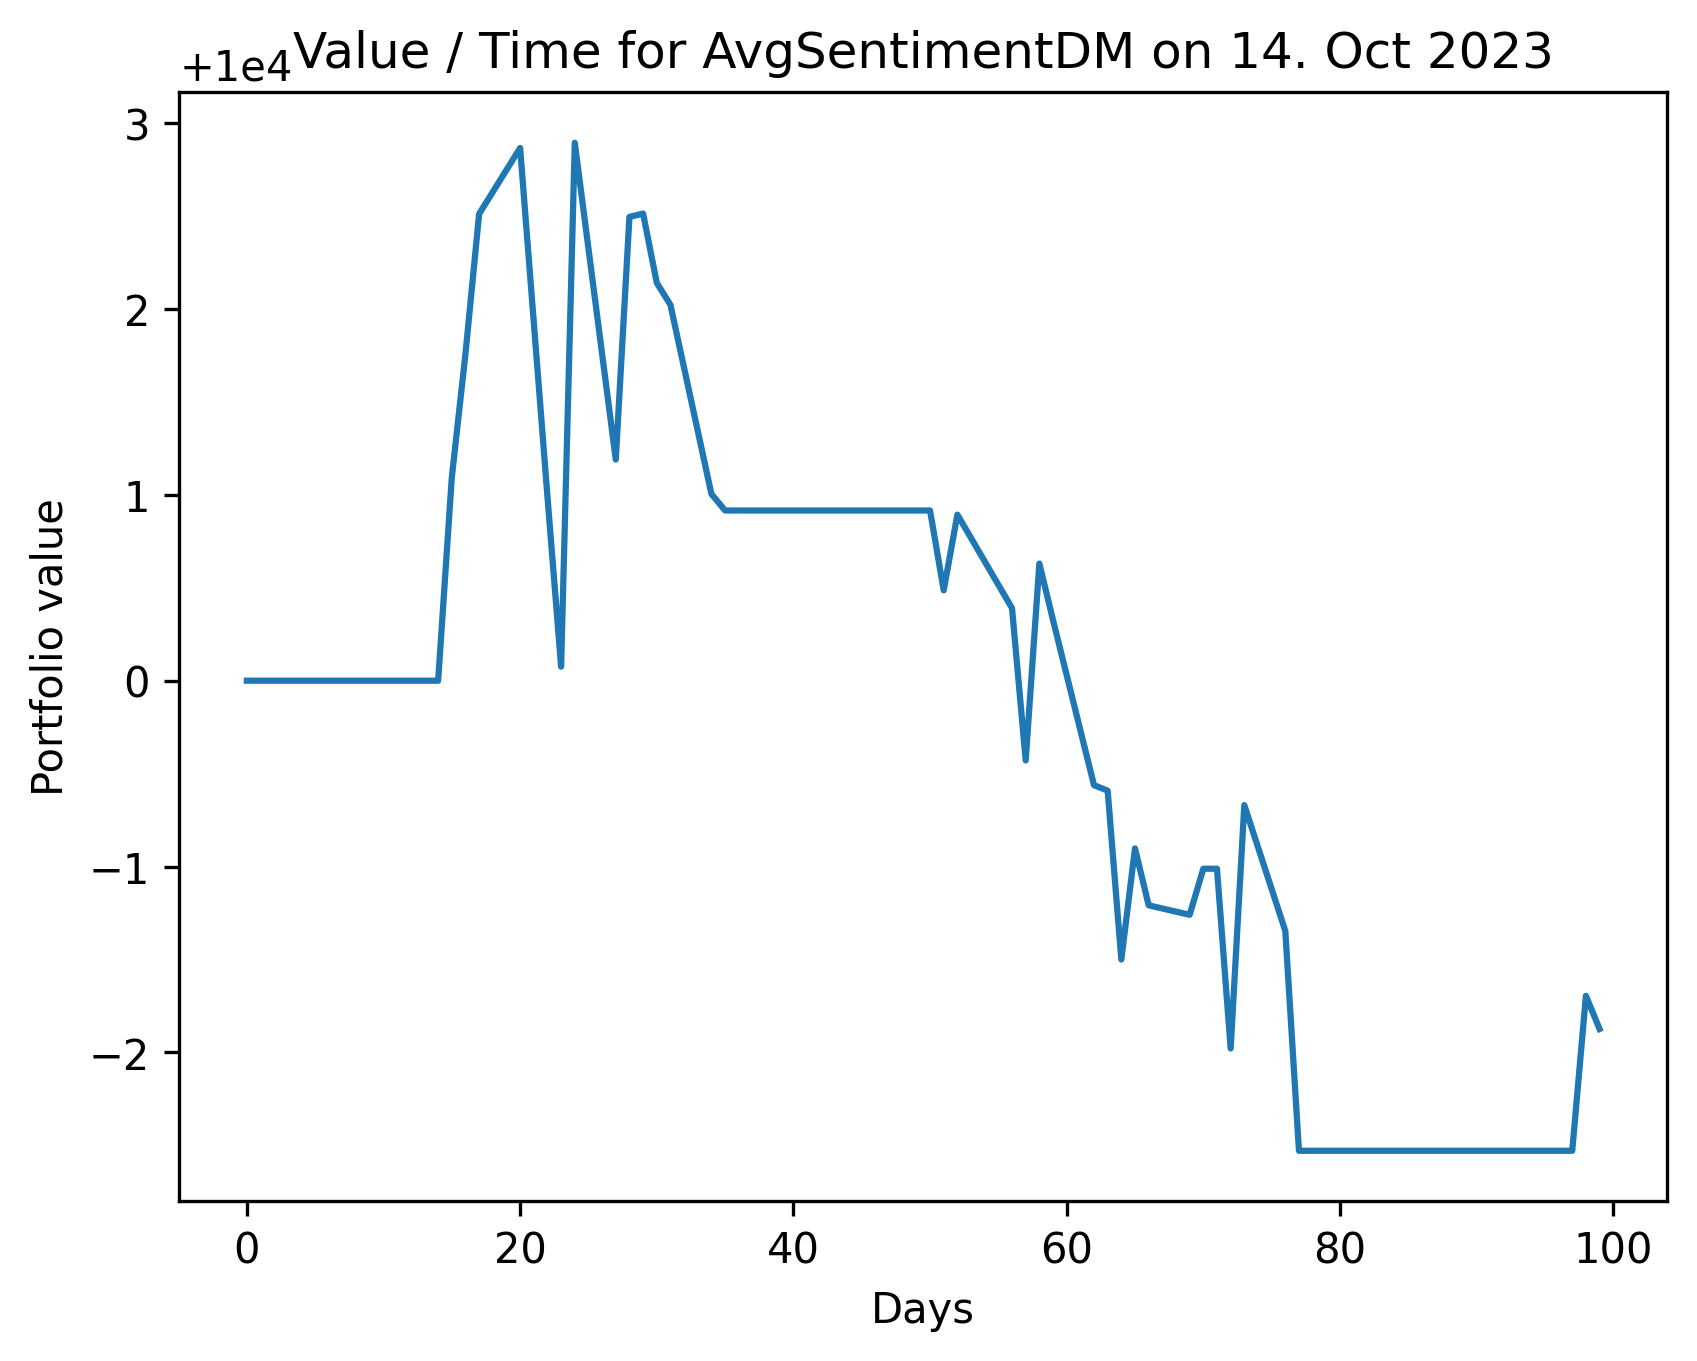 Value / Time for AvgSentimentDM on 14. Oct 2023
+1e4
3
2
1
0
−1
−2
Portfolio value
0 20 40 60 80 100
Days